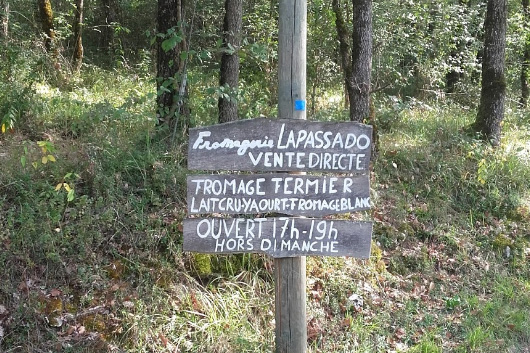 Fromagerie LAPASSADO
VENTE DIRECTE
FROMAGE FERMIER
LAIT CRU-YAOURT-FROMAGE BLANC
OUVERT 17h-19h
HORS DIMANCHE